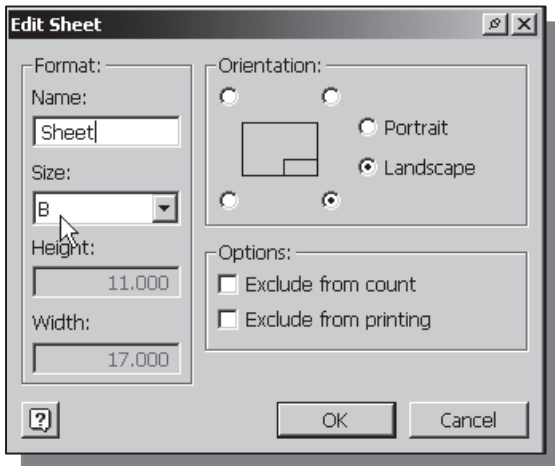 Edit Sheet
Format:
Name:
Sheet
Size:
B
Height:
11.000
Width:
17.000
Orientation:
Portrait
Landscape
Options:
Exclude from count
Exclude from printing
?
OK
Cancel